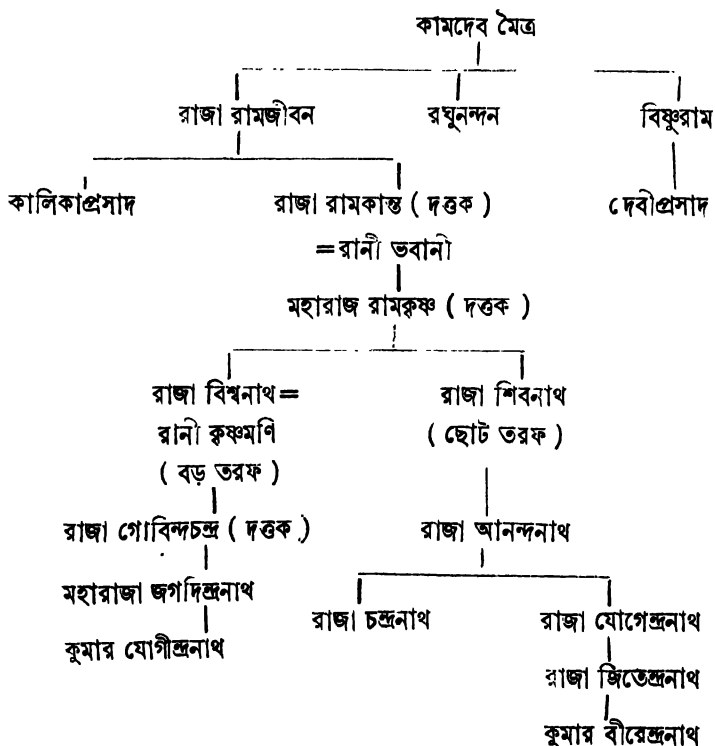 কামদেব মৈত্র
রাজা রামজীবন রঘুনন্দন বিষ্ণুরাম
কালিকাপ্রসাদ রাজা রামকান্ত ( দত্তক ) দেবীপ্রসাদ
=রানী ভবানী
মহারাজ রামকৃষ্ণ ( দত্তক )
রাজা বিশ্বনাথ= রাজা শিবনাথ
রানী কৃষ্ণমণি ( ছোট তরফ )
( বড় তরফ )
রাজা গোবিন্দচন্দ্র ( দত্তক ) রাজা আনন্দনাথ
মহারাজা জগদিন্দ্রনাথ
রাজা চন্দ্রনাথ রাজা যোগেন্দ্রনাথ
কুমার যোগীন্দ্রনাথ
রাজা জিতেন্দ্রনাথ
কুমার বীরেন্দ্রনাথ